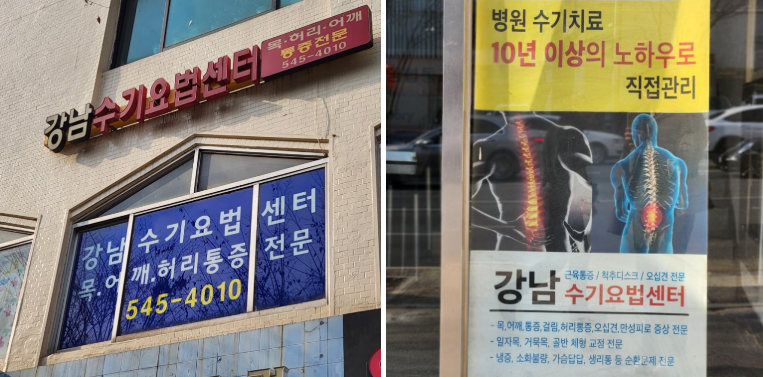 강남수기요법센터
목·허리·어깨
통증전문
545-4010
강남 수기요법 센터
목.어깨.허리통증 전문
545-4010
병원 수기치료
10년 이상의 노하우로
직접관리
강남
근육통증 / 척추디스크 / 오십견 전문
수기요법센터
- 목,어깨,통증,결림,허리통증,오십견,만성피로 증상 전문
- 일자목, 거북목, 골반 체형 교정 전문
- 냉증, 소화불량, 가슴답답, 생리통 등 순환문제 전문